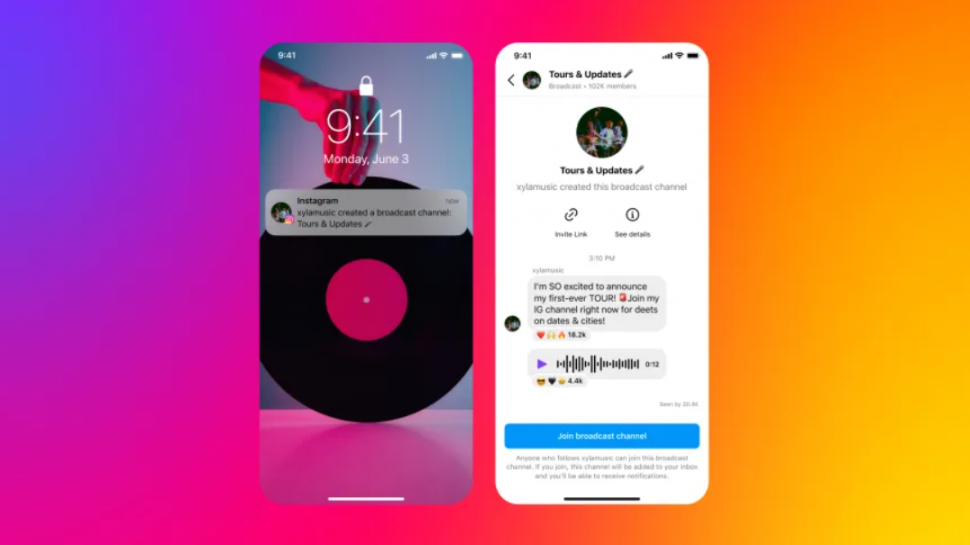 9:41
9:41
Monday, June 3
Instagram
now
xylamusic created a broadcast channel:
Tours & Updates 🎤
9:41
Tours & Updates 🎤
Broadcast • 102K members
Tours & Updates 🎤
xylamusic created this broadcast channel
Invite Link
See details
3:10 PM
xylamusic
I'm SO excited to announce
my first-ever TOUR! 🚨Join my
IG channel right now for deets
on dates & cities!
❤️🙌🔥 18.2k
0:12
😎🖤😀 4.4k
Seen by 20.4K
Join broadcast channel
Anyone who follows xylamusic can join this broadcast
channel. If you join, this channel will be added to your inbox
and you'll be able to receive notifications.